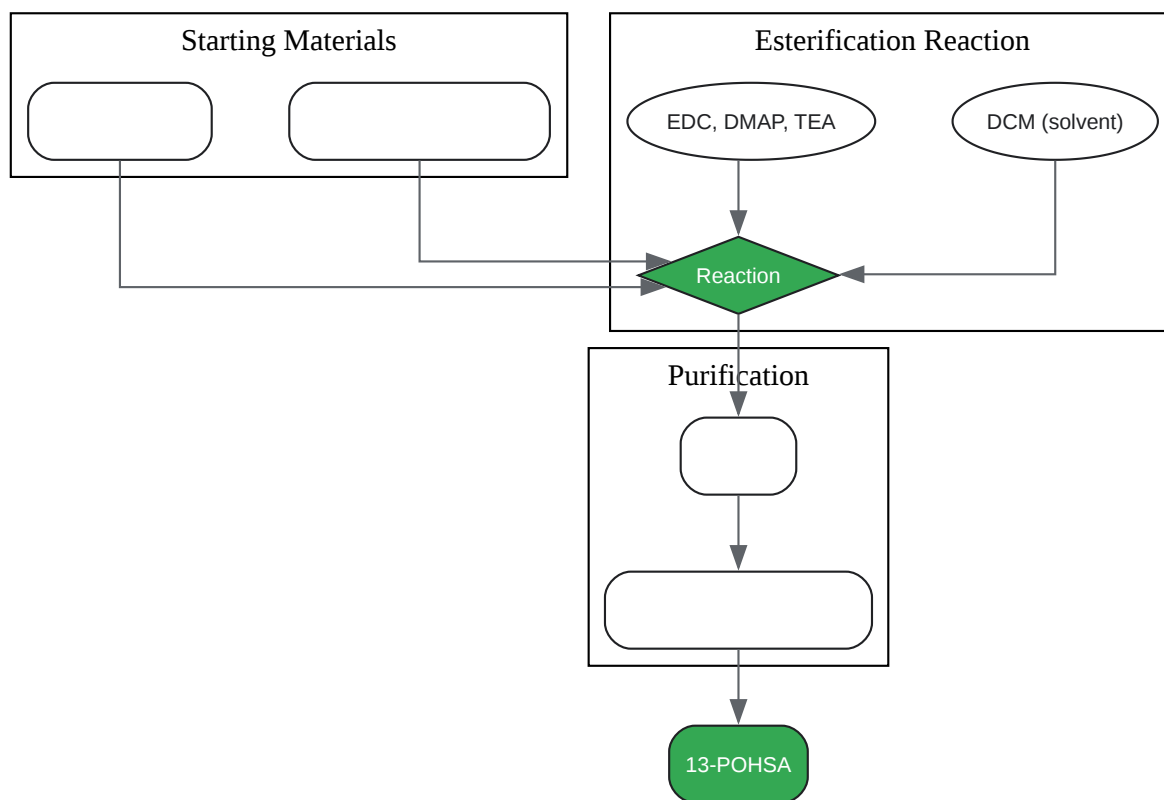 Starting Materials
Esterification Reaction
EDC, DMAP, TEA
DCM (solvent)
Reaction
Purification
13-POHSA